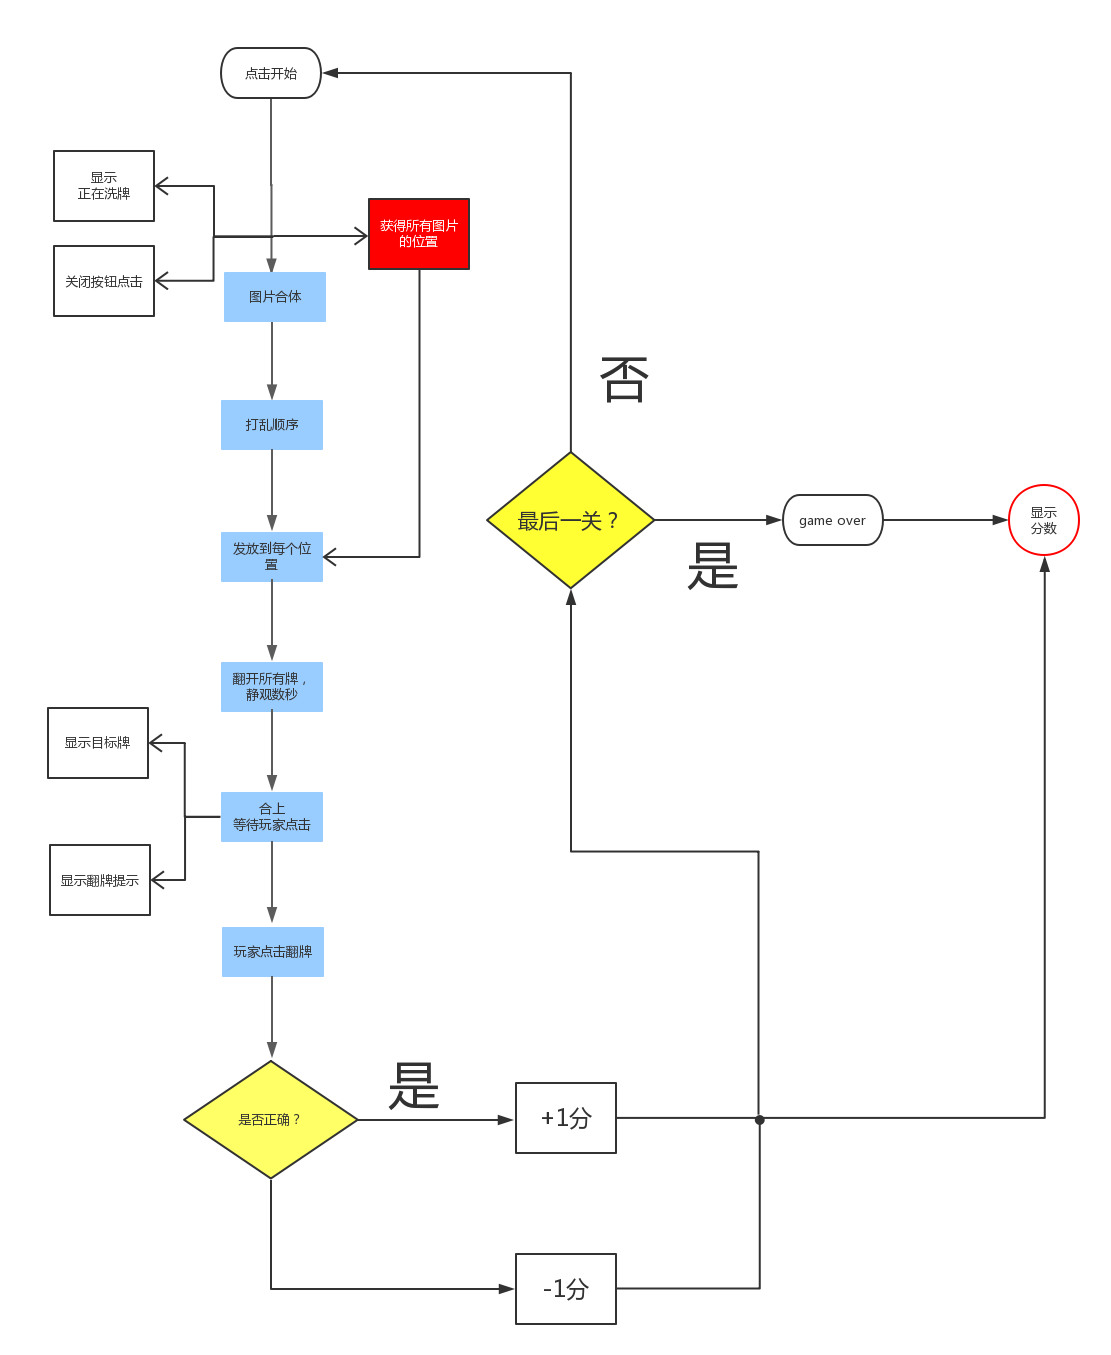 点击开始
显示
正在洗牌
获得所有图片
的位置
关闭按钮点击
图片合体
否
打乱顺序
最后一关？
game over
显示
分数
是
发放到每个位
置
翻开所有牌，
静观数秒
显示目标牌
合上
等待玩家点击
显示翻牌提示
玩家点击翻牌
是
是否正确？
+1分
-1分